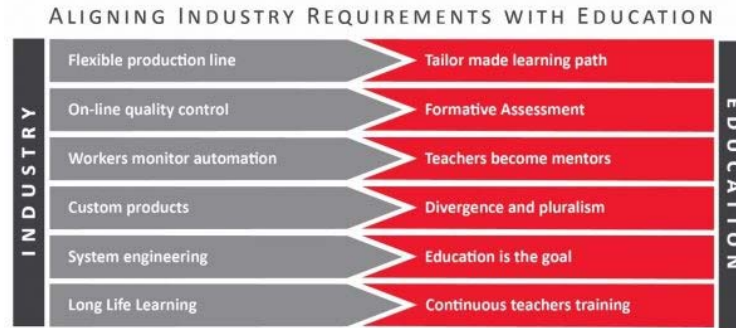 ALIGNING INDUSTRY REQUIREMENTS WITH EDUCATION
INDUSTRY
Flexible production line
Tailor made learning path
On-line quality control
Formative Assessment
Workers monitor automation
Teachers become mentors
Custom products
Divergence and pluralism
System engineering
Education is the goal
Long Life Learning
Continuous teachers training
EDUCATION